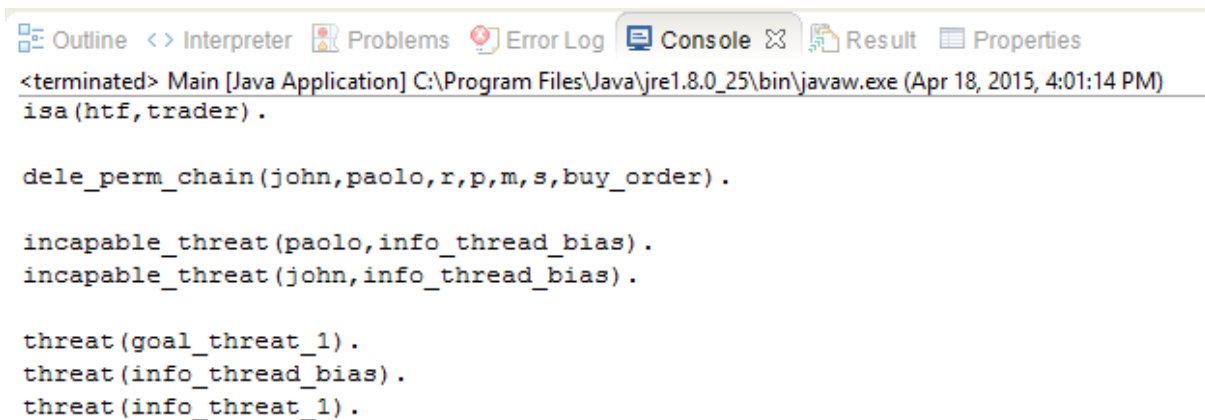 Outline <> Interpreter Problems Error Log Console Result Properties
<terminated> Main [Java Application] C:\Program Files\Java\jre1.8.0_25\bin\javaw.exe (Apr 18, 2015, 4:01:14 PM)
isa(htf,trader).
dele_perm_chain(john,paolo,r,p,m,s,buy_order).
incapable_threat(paolo,info_thread_bias).
incapable_threat(john,info_thread_bias).
threat(goal_threat_1).
threat(info_thread_bias).
threat(info_threat_1).